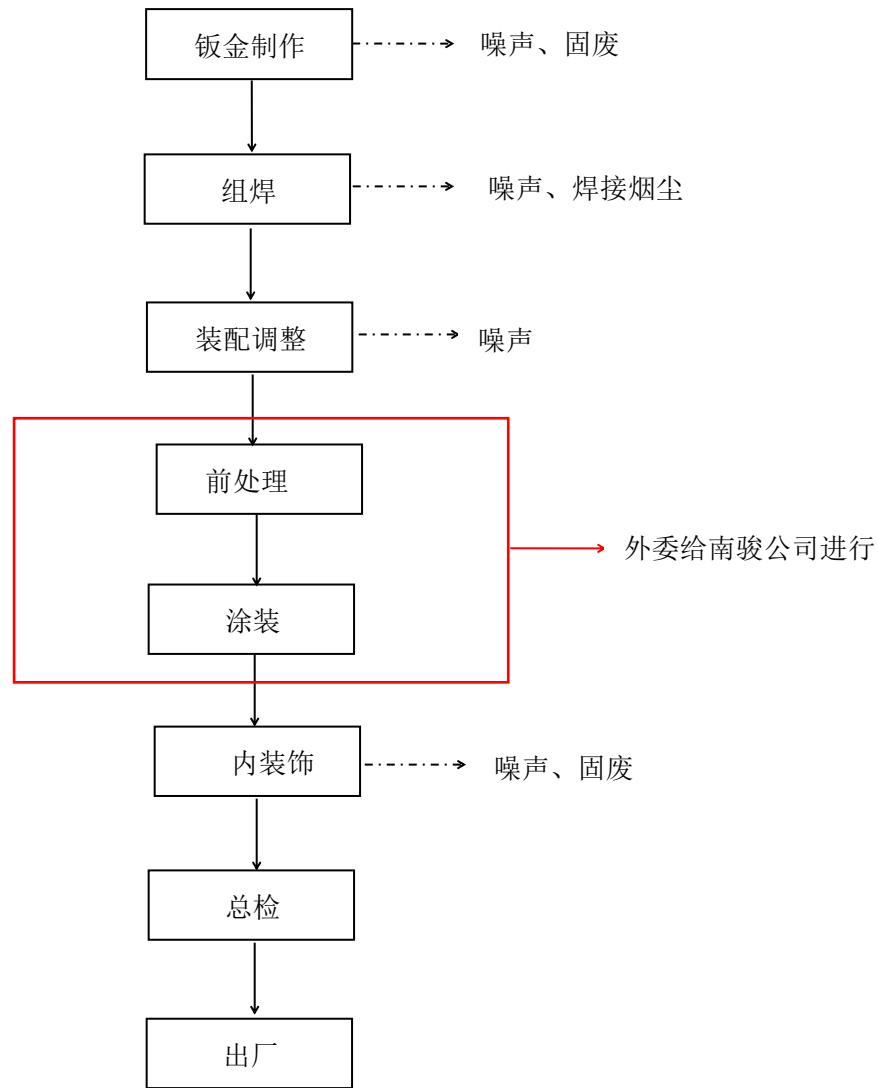 钣金制作
噪声、固废
组焊
噪声、焊接烟尘
装配调整
噪声
前处理
外委给南骏公司进行
涂装
内装饰
噪声、固废
总检
出厂